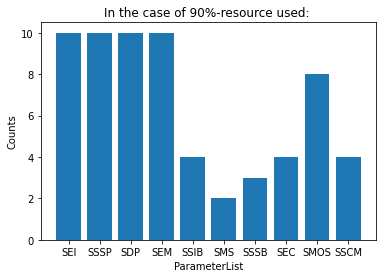 In the case of 90%-resource used:
10
8
6
4
2
0
Counts
SEI SSSP SDP SEM SSIB SMS SSSB SEC SMOS SSCM
ParameterList